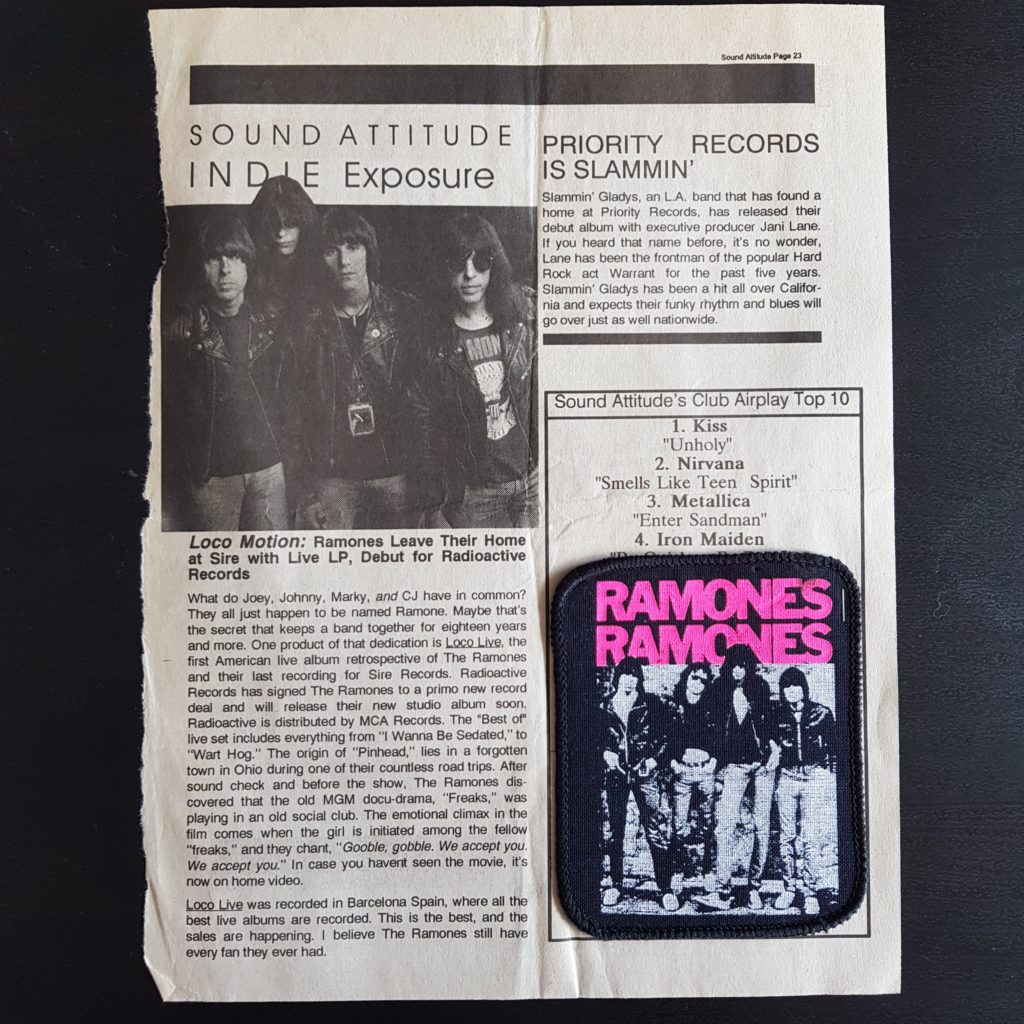 Sound Attitude Page 23
SOUND ATTITUDE
INDIE Exposure
Loco Motion: Ramones Leave Their Home
at Sire with Live LP, Debut for Radioactive
Records
What do Joey, Johnny, Marky, and CJ have in common?
They all just happen to be named Ramone. Maybe that's
the secret that keeps a band together for eighteen years
and more. One product of that dedication is Loco Live, the
first American live album retrospective of The Ramones
and their last recording for Sire Records. Radioactive
Records has signed The Ramones to a primo new record
deal and will release their new studio album soon.
Radioactive is distributed by MCA Records. The "Best of"
live set includes everything from "I Wanna Be Sedated," to
"Wart Hog." The origin of "Pinhead," lies in a forgotten
town in Ohio during one of their countless road trips. After
sound check and before the show, The Ramones dis-
covered that the old MGM docu-drama, "Freaks," was
playing in an old social club. The emotional climax in the
film comes when the girl is initiated among the fellow
"freaks," and they chant, "Gooble, gobble. We accept you.
We accept you." In case you havent seen the movie, it's
now on home video.
Loco Live was recorded in Barcelona Spain, where all the
best live albums are recorded. This is the best, and the
sales are happening. I believe The Ramones still have
every fan they ever had.
PRIORITY RECORDS
IS SLAMMIN'
Slammin' Gladys, an L.A. band that has found a
home at Priority Records, has released their
debut album with executive producer Jani Lane.
If you heard that name before, it's no wonder,
Lane has been the frontman of the popular Hard
Rock act Warrant for the past five years.
Slammin' Gladys has been a hit all over Califor-
nia and expects their funky rhythm and blues will
go over just as well nationwide.
Sound Attitude's Club Airplay Top 10
1. Kiss
"Unholy"
2. Nirvana
"Smells Like Teen Spirit"
3. Metallica
"Enter Sandman"
4. Iron Maiden
RAMONES
RAMONES